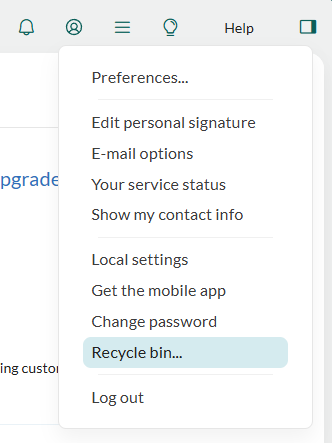 Help
Preferences...
Edit personal signature
pgrade
E-mail options
Your service status
Show my contact info
Local settings
Get the mobile app
Change password
Recycle bin...
ing custor
Log out